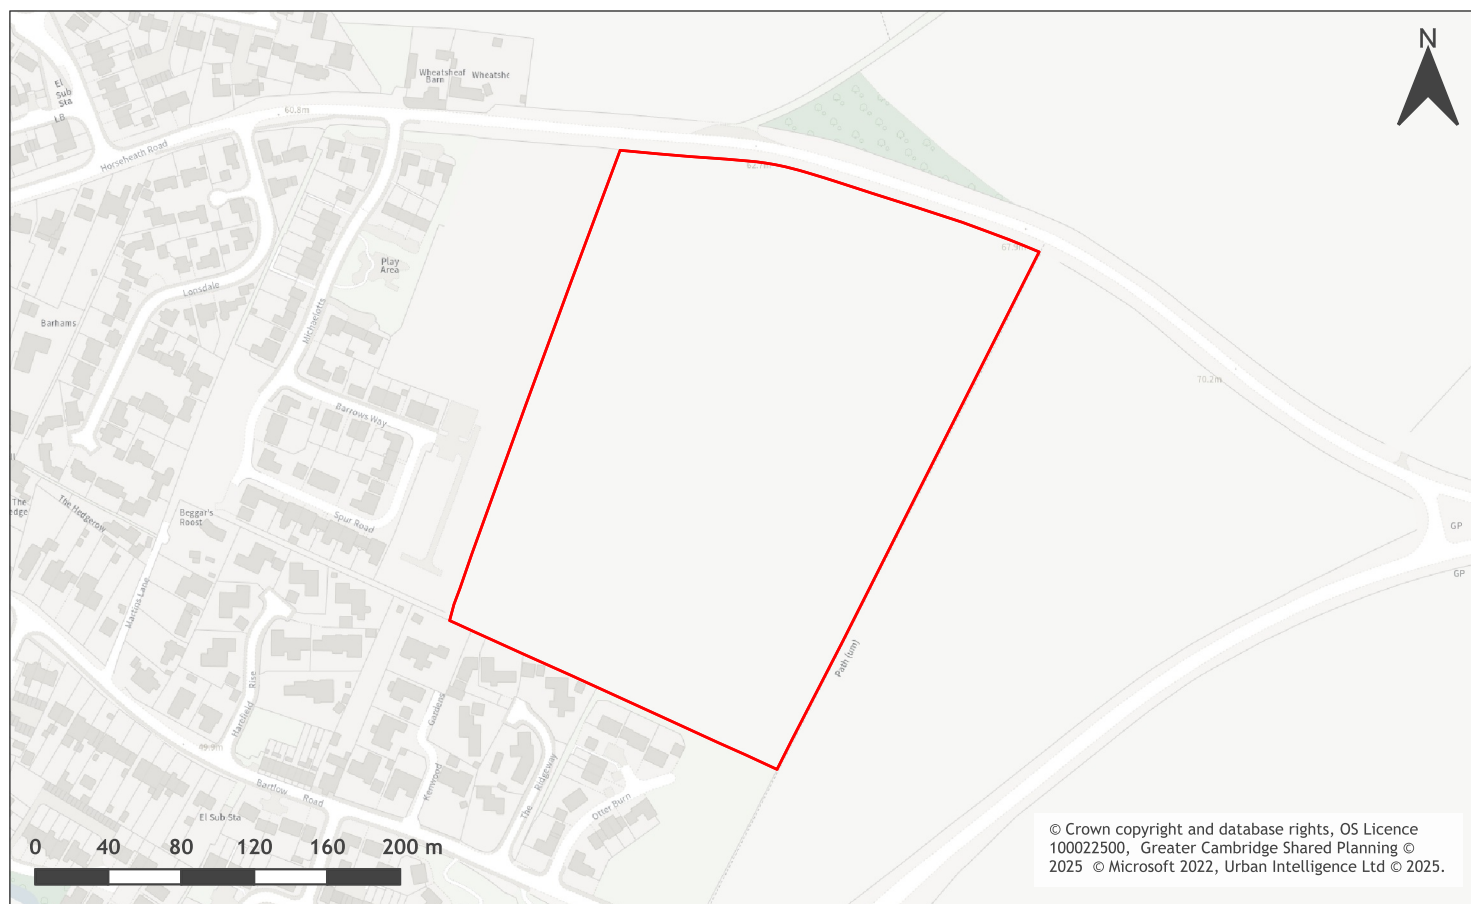 N
Wheatsheaf
Barn
Wheatshe
El
Sub
Sta
LB
60.8m
Horseheath Road
Play
Area
Lonsdale
Michaelotts
Barhams
70.2m
Barrows Way
Spur Road
The Hedgerow
Beggar's
Roost
The
edge
GP
GP
Martins Lane
Harefield Rise
Kenwood Gardens
The Ridgeway
Otter Burn
Path (um)
49.9m
Bartlow Road
El Sub Sta
0 40 80 120 160 200 m
© Crown copyright and database rights, OS Licence
100022500, Greater Cambridge Shared Planning ©
2025 © Microsoft 2022, Urban Intelligence Ltd © 2025.